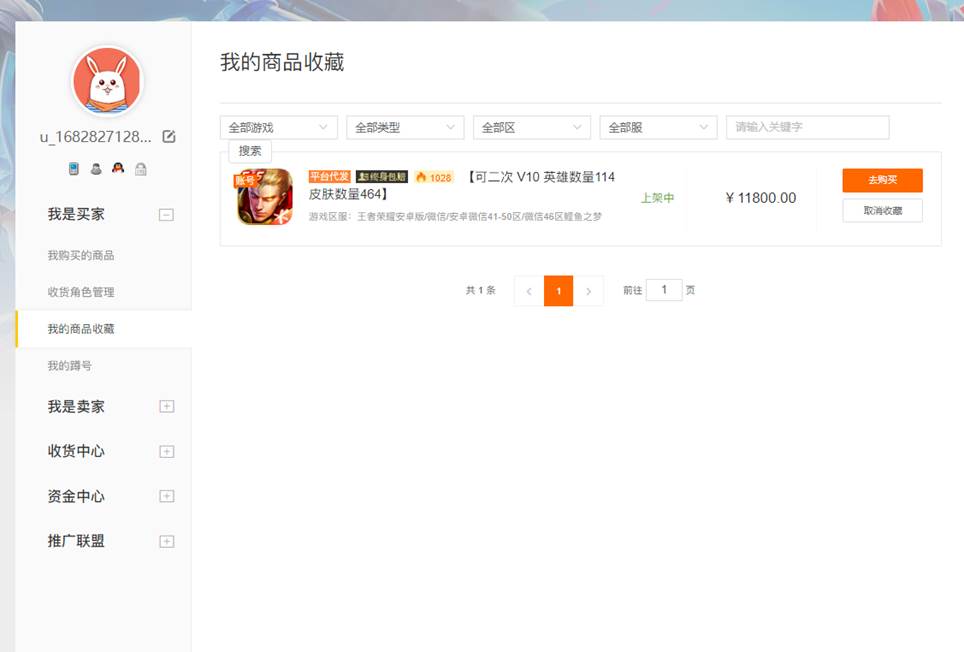 我的商品收藏
u_1682827128...
全部游戏
全部类型
全部区
全部服
请输入关键字
搜索
我是买家
我购买的商品
收货角色管理
我的商品收藏
我的蹲号
我是卖家
收货中心
资金中心
推广联盟
账号
平台代发 终身包赔 1028 【可二次 V10 英雄数量114
皮肤数量464】
游戏区服：王者荣耀安卓版/微信/安卓微信41-50区/微信46区鲤鱼之梦
上架中
¥ 11800.00
去购买
取消收藏
共 1 条
1
前往 1 页